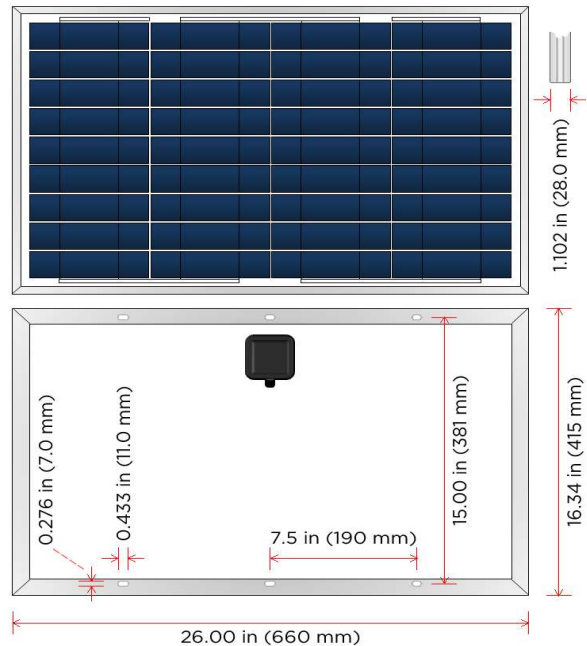 1.102 in (28.0 mm)
0.276 in (7.0 mm)
0.433 in (11.0 mm)
7.5 in (190 mm)
15.00 in (381 mm)
16.34 in (415 mm)
26.00 in (660 mm)